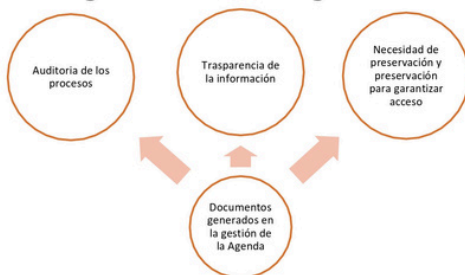 Auditoria de los
procesos
Trasparencia de
la información
Necesidad de
preservación y
preservación
para garantizar
acceso
Documentos
generados en
la gestión de
la Agenda